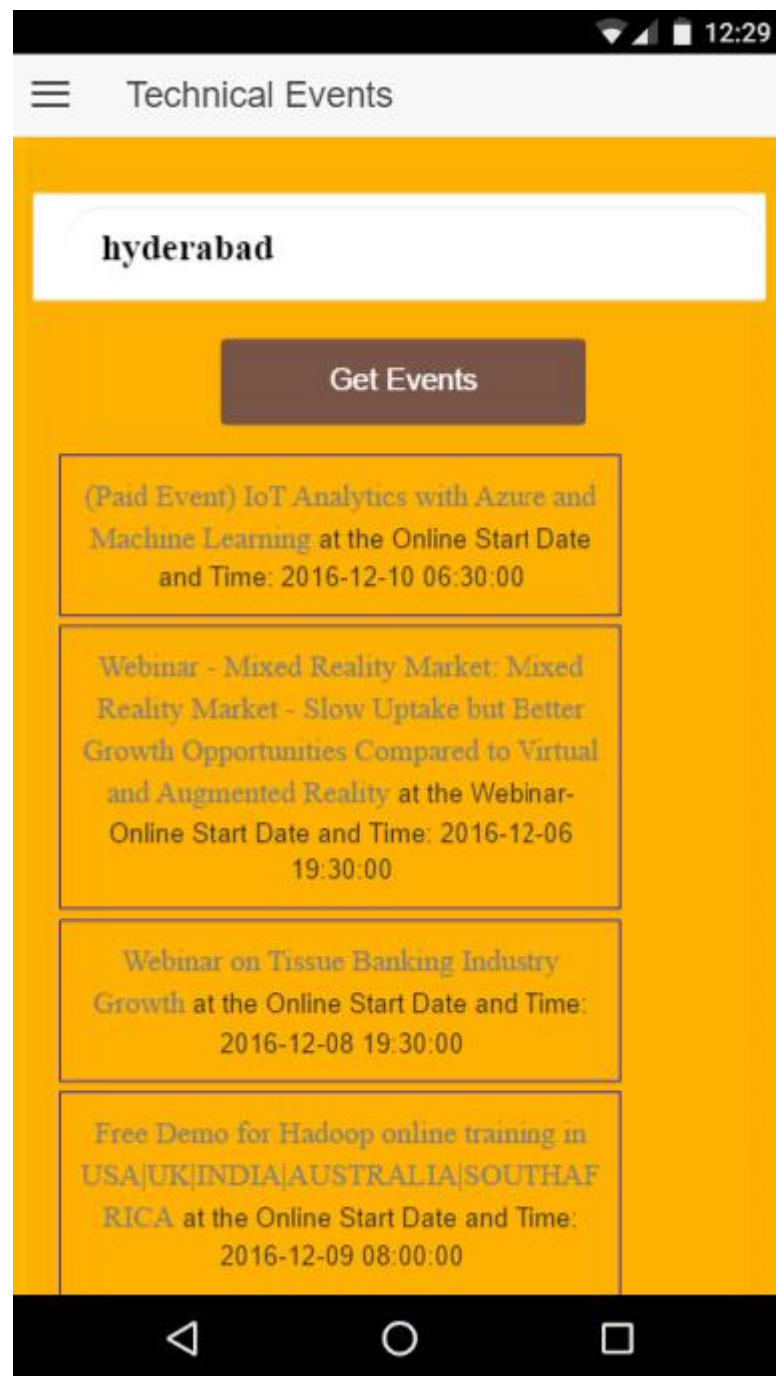 12:29
Technical Events
hyderabad
Get Events
(Paid Event) IoT Analytics with Azure and
Machine Learning at the Online Start Date
and Time: 2016-12-10 06:30:00
Webinar - Mixed Reality Market: Mixed
Reality Market - Slow Uptake but Better
Growth Opportunities Compared to Virtual
and Augmented Reality at the Webinar-
Online Start Date and Time: 2016-12-06
19:30:00
Webinar on Tissue Banking Industry
Growth at the Online Start Date and Time:
2016-12-08 19:30:00
Free Demo for Hadoop online training in
USA|UK|INDIA|AUSTRALIA|SOUTHAF
RICA at the Online Start Date and Time:
2016-12-09 08:00:00